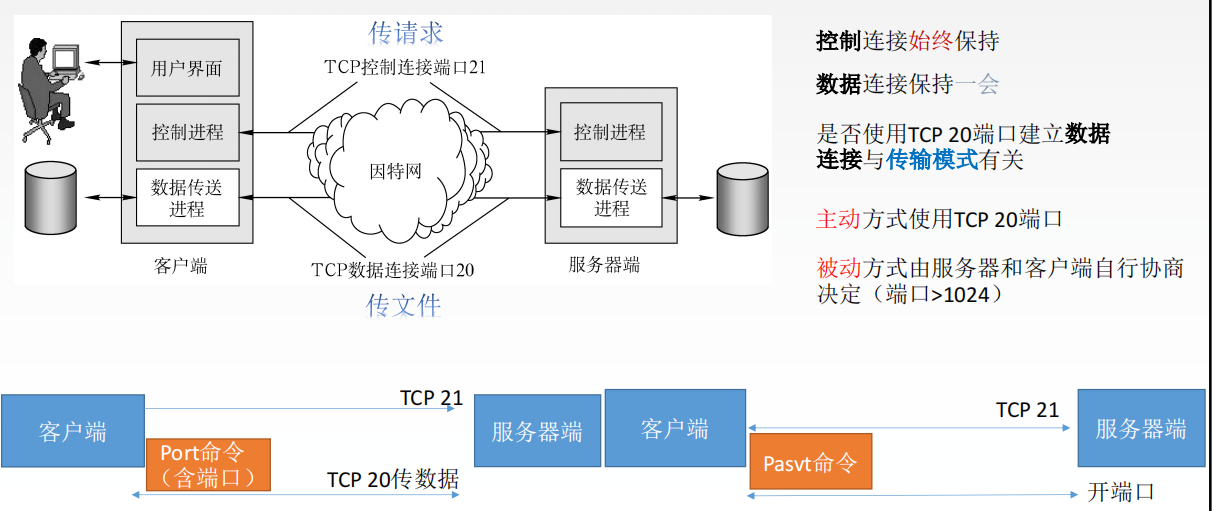 传请求
TCP控制连接端口21
用户界面
控制进程
数据传送
进程
客户端
因特网
控制进程
数据传送
进程
服务器端
TCP数据连接端口20
传文件
控制连接始终保持
数据连接保持一会
是否使用TCP 20端口建立数据
连接与传输模式有关
主动方式使用TCP 20端口
被动方式由服务器和客户端自行协商
决定（端口>1024）
客户端
TCP 21
Port命令
（含端口）
TCP 20传数据
服务器端
客户端
TCP 21
Pasvt命令
服务器端
开端口